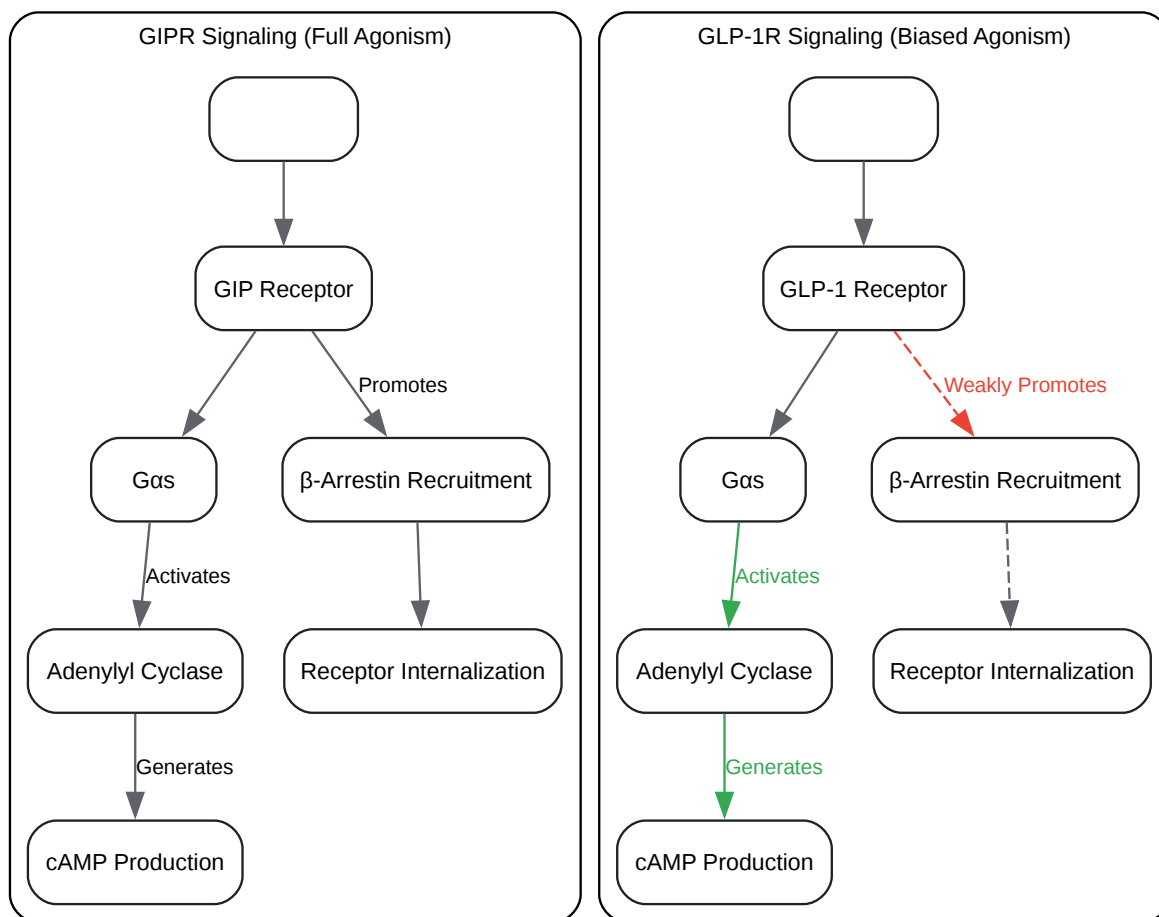 GIPR Signaling (Full Agonism)
GIP Receptor
Promotes
Gαs
β-Arrestin Recruitment
Activates
Adenylyl Cyclase
Receptor Internalization
Generates
cAMP Production
GLP-1R Signaling (Biased Agonism)
GLP-1 Receptor
Weakly Promotes
Gαs
β-Arrestin Recruitment
Activates
Adenylyl Cyclase
Receptor Internalization
Generates
cAMP Production